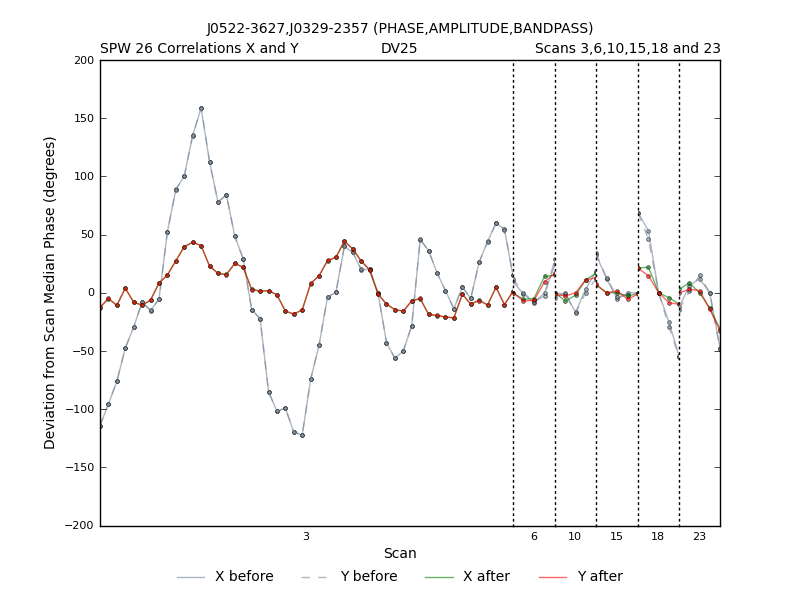 J0522-3627,J0329-2357 (PHASE,AMPLITUDE,BANDPASS)
SPW 26 Correlations X and Y DV25 Scans 3,6,10,15,18 and 23
200
150
100
50
0
−50
−100
−150
−200
Deviation from Scan Median Phase (degrees)
3 6 10 15 18 23
Scan
X before Y before X after Y after